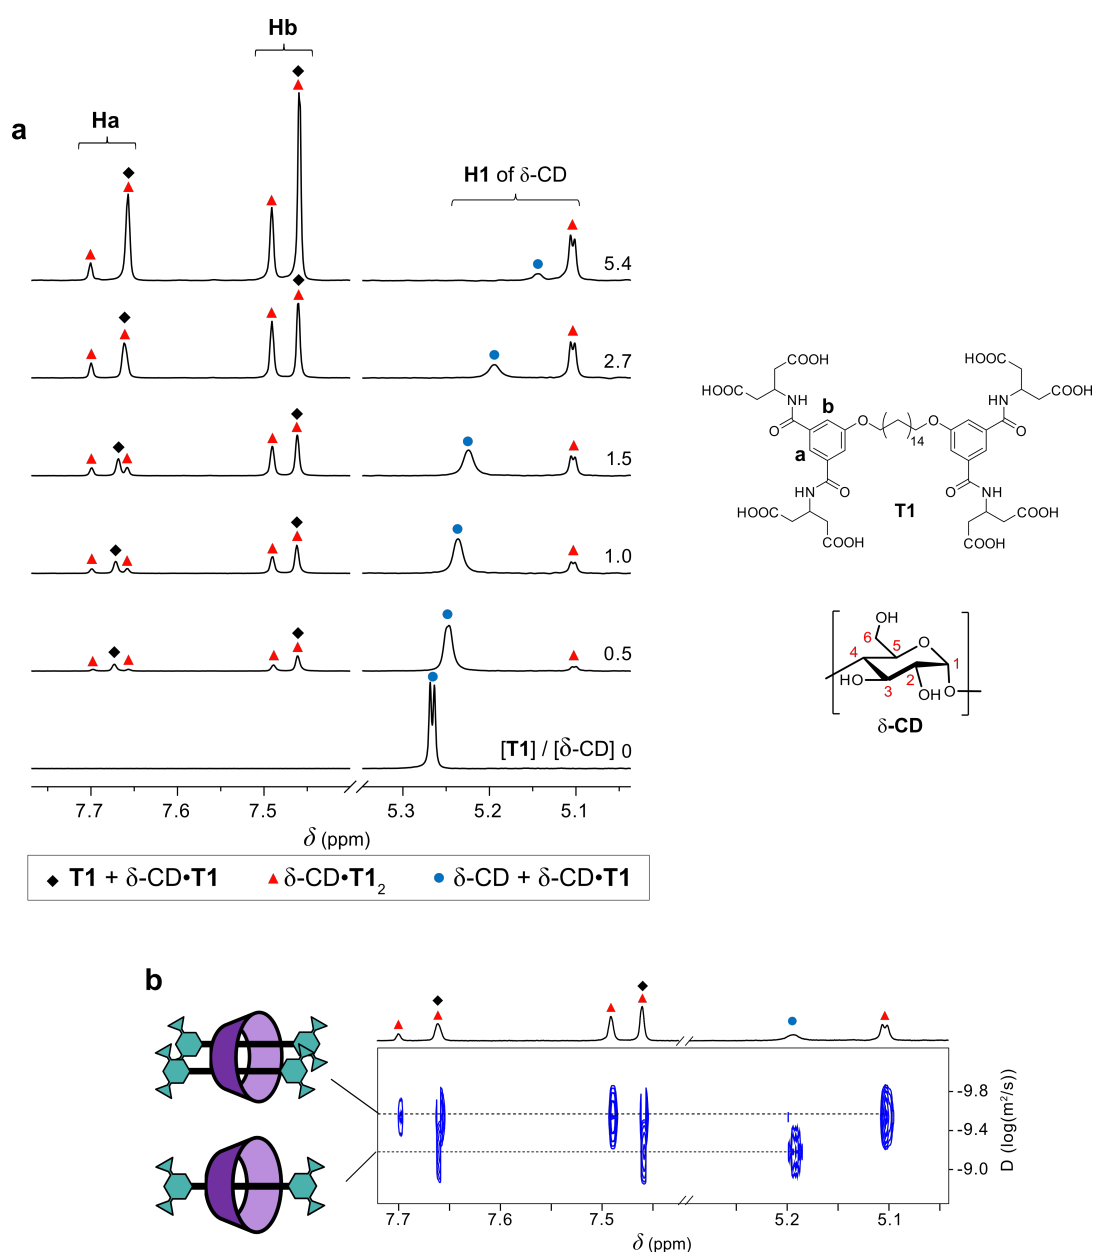 a
Ha
Hb
H1 of δ-CD
5.4
2.7
1.5
1.0
0.5
[T1] / [δ-CD] 0
7.7 7.6 7.5 5.3 5.2 5.1
δ (ppm)
T1 + δ-CD•T1 δ-CD•T1₂ δ-CD + δ-CD•T1
HOOC COOH HOOC COOH
HOOC NH HN COOH
O b O O O
14
a
O O
HOOC NH T1 NH COOH
COOH HOOC
OH
6 5 O
4 1
HO 3 2 OH O
δ-CD
b
-9.8
-9.4
-9.0
D (log(m²/s))
7.7 7.6 7.5 5.2 5.1
δ (ppm)